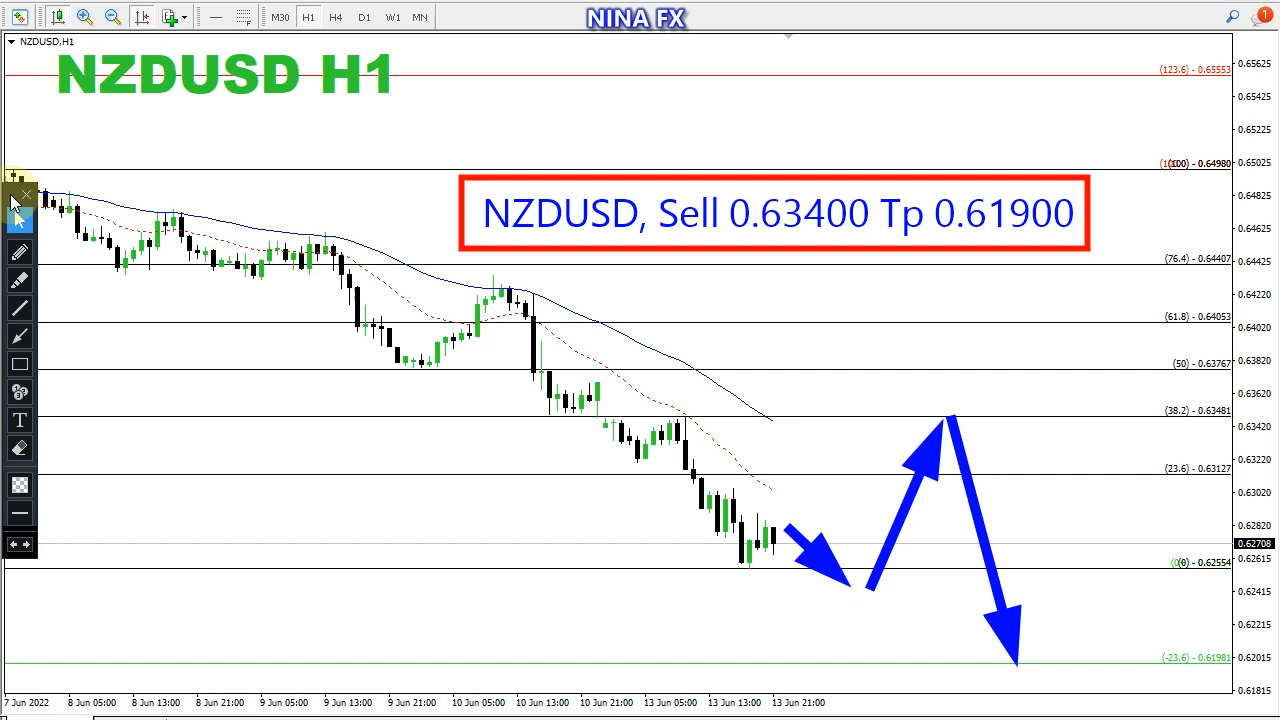 M30 H1 H4 D1 W1 MN
NINA FX
1
NZDUSD,H1
NZDUSD H1
NZDUSD, Sell 0.63400 Tp 0.61900
(123.6) - 0.65553
(100) - 0.64980
(76.4) - 0.64407
(61.8) - 0.64053
(50) - 0.63767
(38.2) - 0.63481
(23.6) - 0.63127
(0) - 0.62554
(-23.6) - 0.61981
0.65625
0.65425
0.65225
0.65025
0.64825
0.64625
0.64425
0.64220
0.64020
0.63820
0.63620
0.63420
0.63220
0.63020
0.62820
0.62708
0.62615
0.62415
0.62215
0.62015
0.61815
T
7 Jun 2022
8 Jun 05:00
8 Jun 13:00
8 Jun 21:00
9 Jun 05:00
9 Jun 13:00
9 Jun 21:00
10 Jun 05:00
10 Jun 13:00
10 Jun 21:00
13 Jun 05:00
13 Jun 13:00
13 Jun 21:00